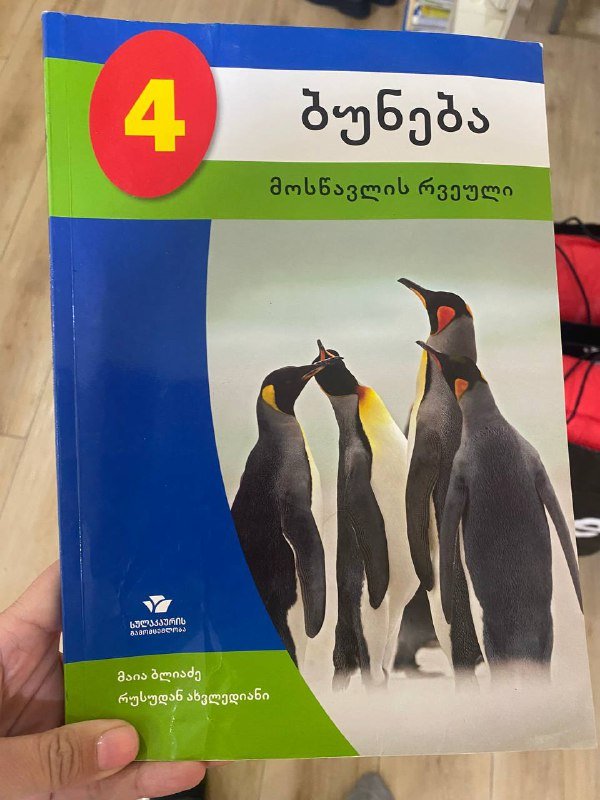 4
ბუნება
მოსწავლის რვეული
სულაკაურის
გამომცემლობა
მაია ბლიაძე
რუსუდან ახვლედიანი